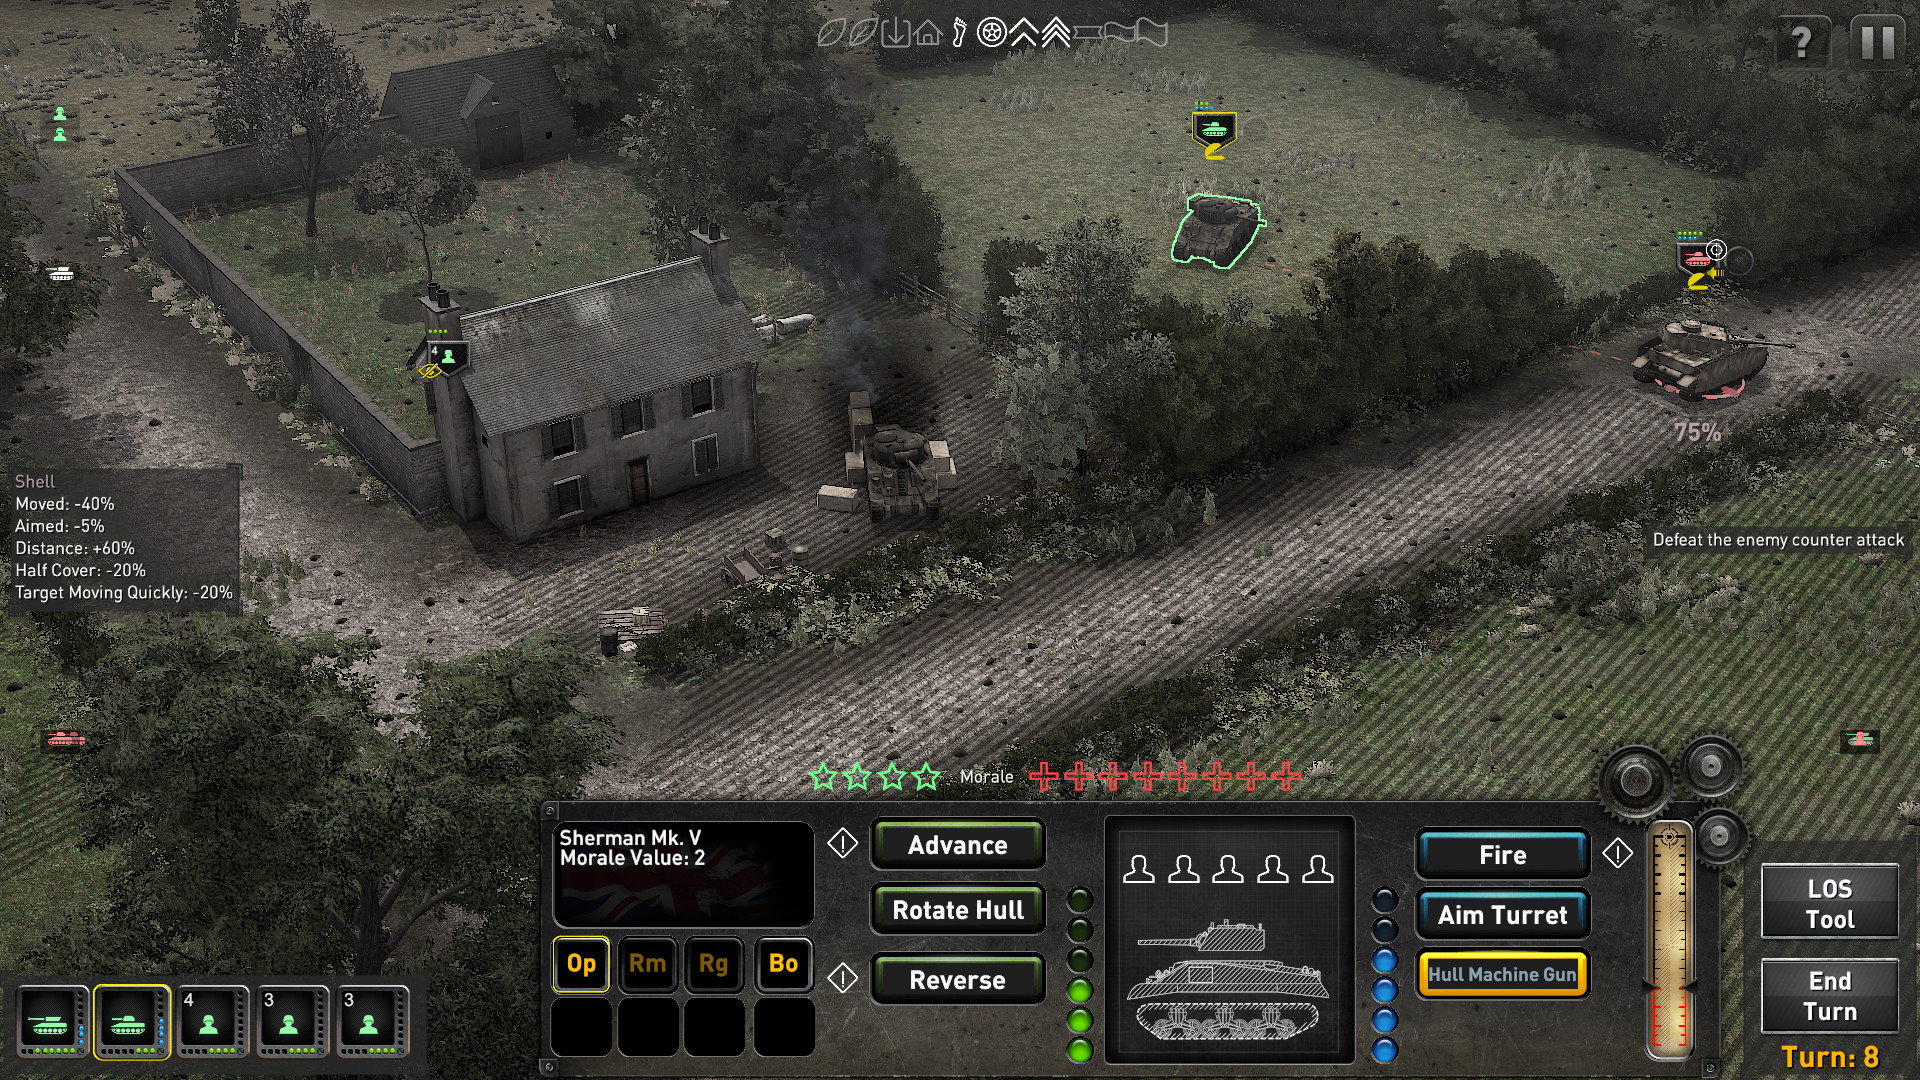 ?
4
75%
Shell
Moved: -40%
Aimed: -5%
Distance: +60%
Half Cover: -20%
Target Moving Quickly: -20%
Defeat the enemy counter attack
Morale
Sherman Mk. V
Morale Value: 2
Op
Rm
Rg
Bo
Advance
Rotate Hull
Reverse
Fire
Aim Turret
Hull Machine Gun
LOS
Tool
End
Turn
Turn: 8
4
3
3